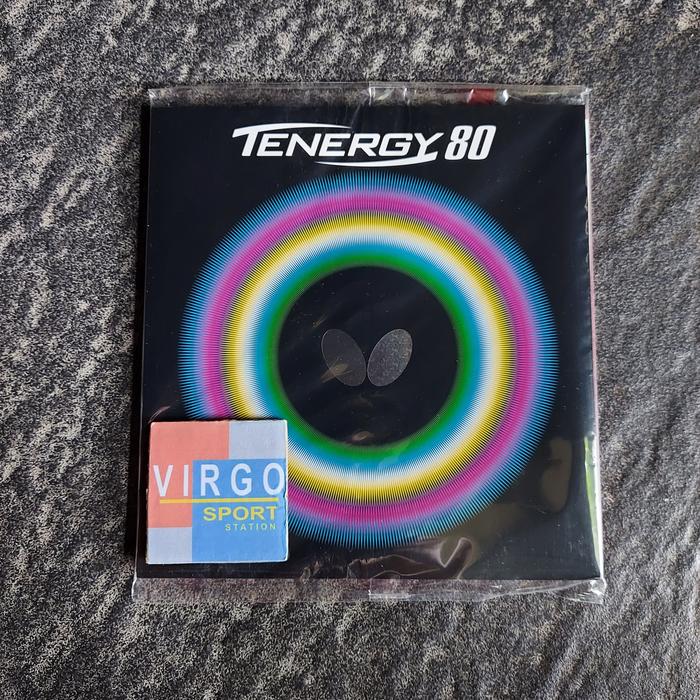 TENERGY 80
VIRGO
SPORT
STATION